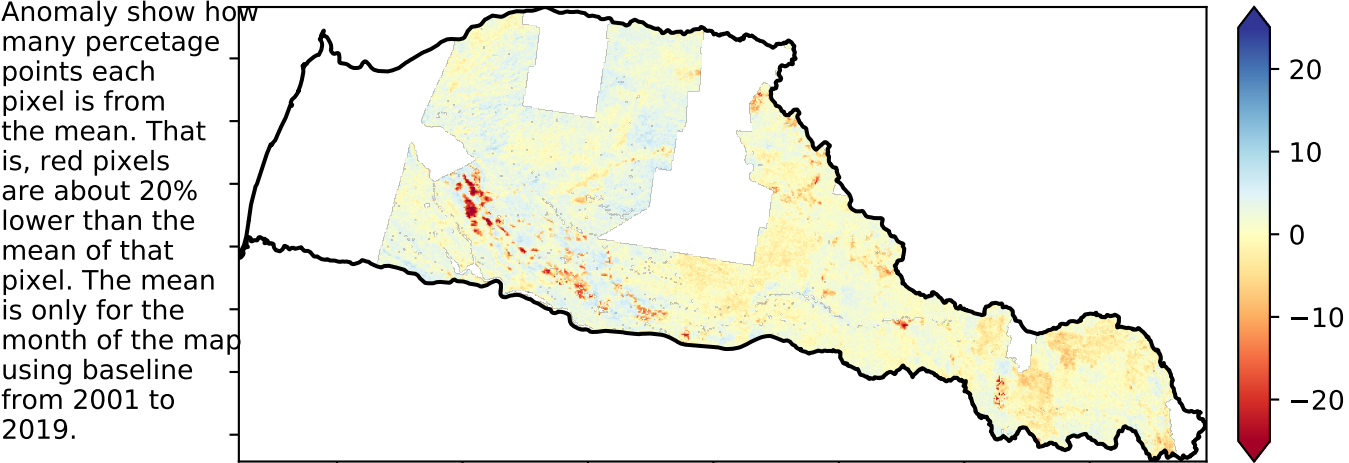 Anomaly show how
many percetage
points each
pixel is from
the mean. That
is, red pixels
are about 20%
lower than the
mean of that
pixel. The mean
is only for the
month of the map
using baseline
from 2001 to
2019.
20
10
0
−10
−20